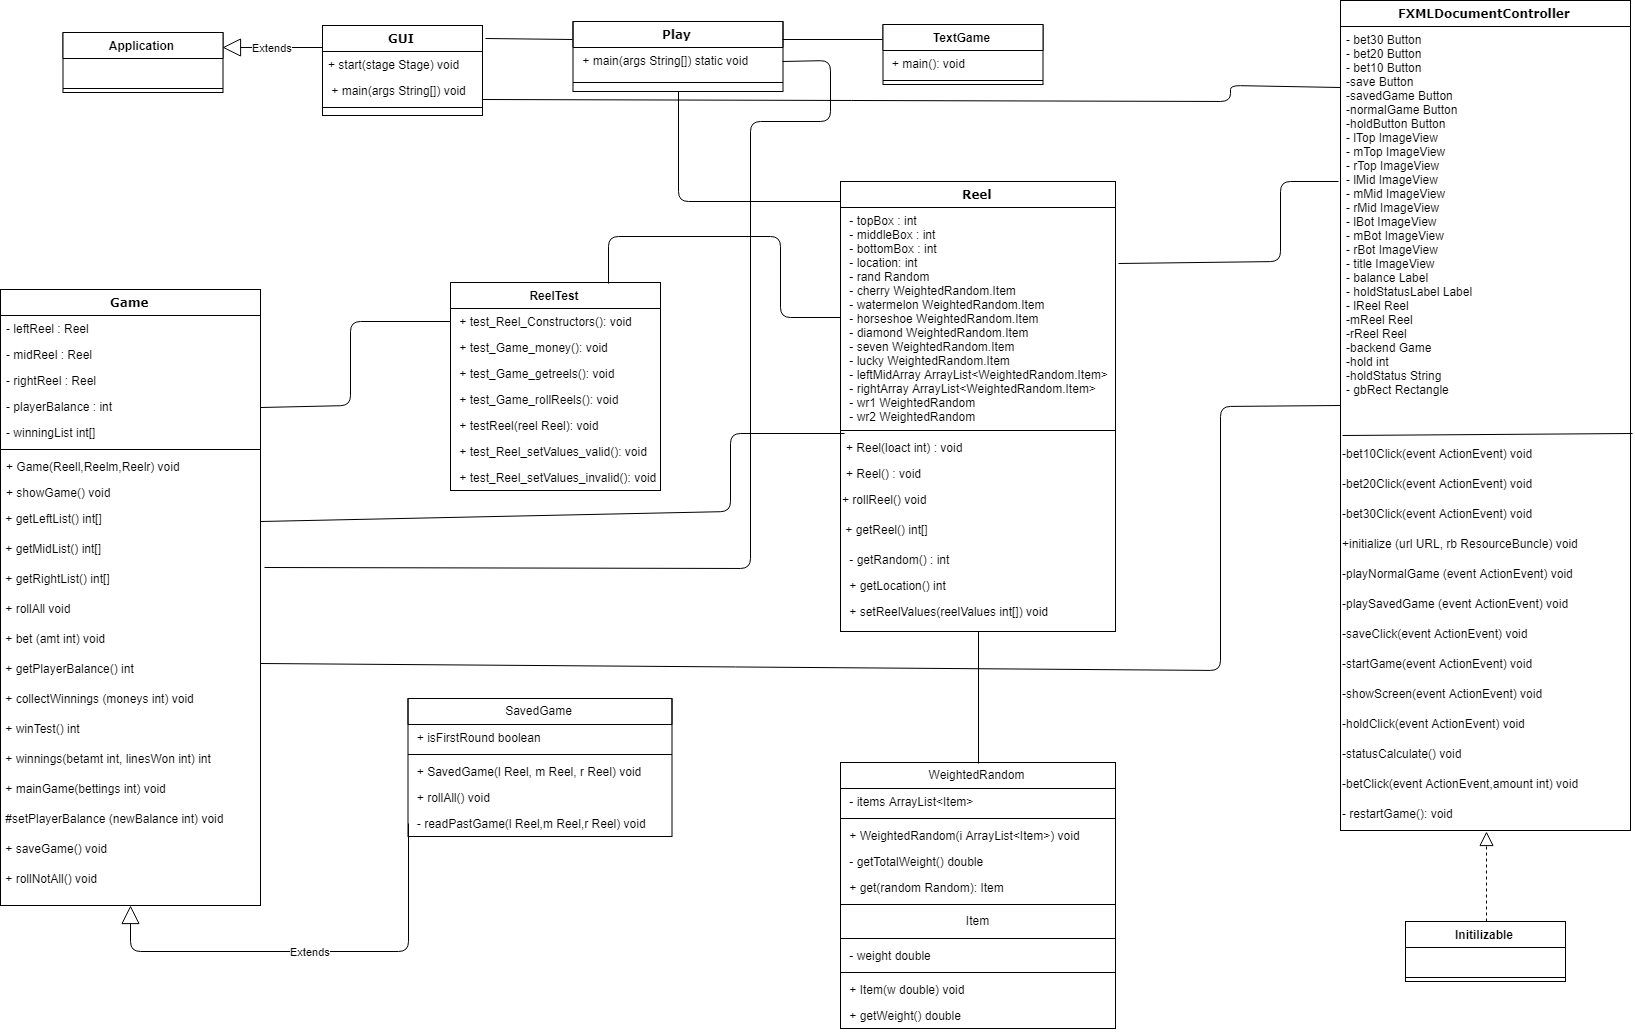 Application
Extends
GUI
+ start(stage Stage) void
+ main(args String[]) void
Play
+ main(args String[]) static void
TextGame
+ main(): void
FXMLDocumentController
- bet30 Button
- bet20 Button
- bet10 Button
-save Button
-savedGame Button
-normalGame Button
-holdButton Button
- lTop ImageView
- mTop ImageView
- rTop ImageView
- lMid ImageView
- mMid ImageView
- rMid ImageView
- lBot ImageView
- mBot ImageView
- rBot ImageView
- title ImageView
- balance Label
- holdStatusLabel Label
- lReel Reel
-mReel Reel
-rReel Reel
-backend Game
-hold int
-holdStatus String
- gbRect Rectangle
-bet10Click(event ActionEvent) void
-bet20Click(event ActionEvent) void
-bet30Click(event ActionEvent) void
+initialize (url URL, rb ResourceBuncle) void
-playNormalGame (event ActionEvent) void
-playSavedGame (event ActionEvent) void
-saveClick(event ActionEvent) void
-startGame(event ActionEvent) void
-showScreen(event ActionEvent) void
-holdClick(event ActionEvent) void
-statusCalculate() void
-betClick(event ActionEvent,amount int) void
- restartGame(): void
Initilizable
Reel
- topBox : int
- middleBox : int
- bottomBox : int
- location: int
- rand Random
- cherry WeightedRandom.Item
- watermelon WeightedRandom.Item
- horseshoe WeightedRandom.Item
- diamond WeightedRandom.Item
- seven WeightedRandom.Item
- lucky WeightedRandom.Item
- leftMidArray ArrayList<WeightedRandom.Item>
- rightArray ArrayList<WeightedRandom.Item>
- wr1 WeightedRandom
- wr2 WeightedRandom
+ Reel(loact int) : void
+ Reel() : void
+ rollReel() void
+ getReel() int[]
- getRandom() : int
+ getLocation() int
+ setReelValues(reelValues int[]) void
ReelTest
+ test_Reel_Constructors(): void
+ test_Game_money(): void
+ test_Game_getreels(): void
+ test_Game_rollReels(): void
+ testReel(reel Reel): void
+ test_Reel_setValues_valid(): void
+ test_Reel_setValues_invalid(): void
Game
- leftReel : Reel
- midReel : Reel
- rightReel : Reel
- playerBalance : int
- winningList int[]
+ Game(Reell,Reelm,Reelr) void
+ showGame() void
+ getLeftList() int[]
+ getMidList() int[]
+ getRightList() int[]
+ rollAll void
+ bet (amt int) void
+ getPlayerBalance() int
+ collectWinnings (moneys int) void
+ winTest() int
+ winnings(betamt int, linesWon int) int
+ mainGame(bettings int) void
#setPlayerBalance (newBalance int) void
+ saveGame() void
+ rollNotAll() void
SavedGame
+ isFirstRound boolean
+ SavedGame(l Reel, m Reel, r Reel) void
+ rollAll() void
- readPastGame(l Reel,m Reel,r Reel) void
Extends
WeightedRandom
- items ArrayList<Item>
+ WeightedRandom(i ArrayList<Item>) void
- getTotalWeight() double
+ get(random Random): Item
Item
- weight double
+ Item(w double) void
+ getWeight() double